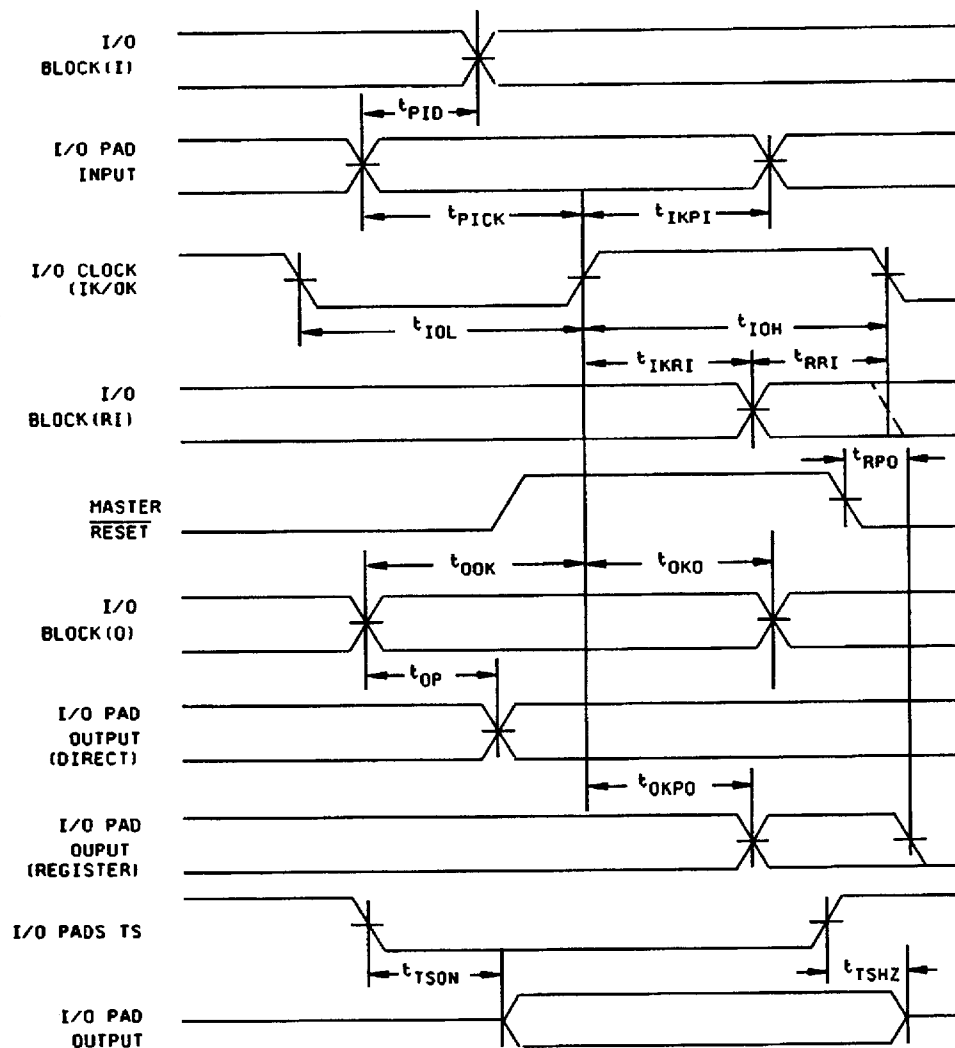 I/O
BLOCK(I)
tPID
I/O PAD
INPUT
tPICK
tIKPI
I/O CLOCK
(IK/OK
tIOL
tIOH
tIKRI
tRRI
I/O
BLOCK(RI)
tRPO
MASTER
RESET
tOOK
tOKO
I/O
BLOCK(O)
tOP
I/O PAD
OUTPUT
(DIRECT)
tOKPO
I/O PAD
OUPUT
(REGISTER)
I/O PADS TS
tTSON
tTSHZ
I/O PAD
OUTPUT